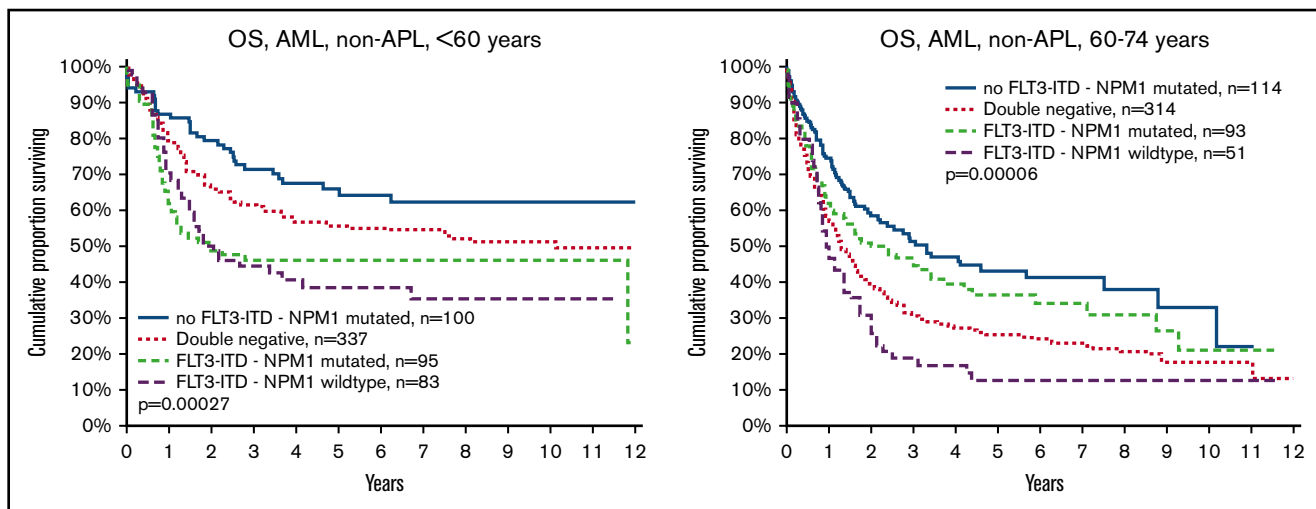 OS, AML, non-APL, <60 years
Cumulative proportion surviving
100%
90%
80%
70%
60%
50%
40%
30%
20%
10%
0%
no FLT3-ITD - NPM1 mutated, n=100
Double negative, n=337
FLT3-ITD - NPM1 mutated, n=95
FLT3-ITD - NPM1 wildtype, n=83
p=0.00027
0 1 2 3 4 5 6 7 8 9 10 11 12
Years
OS, AML, non-APL, 60-74 years
Cumulative proportion surviving
100%
90%
80%
70%
60%
50%
40%
30%
20%
10%
0%
no FLT3-ITD - NPM1 mutated, n=114
Double negative, n=314
FLT3-ITD - NPM1 mutated, n=93
FLT3-ITD - NPM1 wildtype, n=51
p=0.00006
0 1 2 3 4 5 6 7 8 9 10 11 12
Years